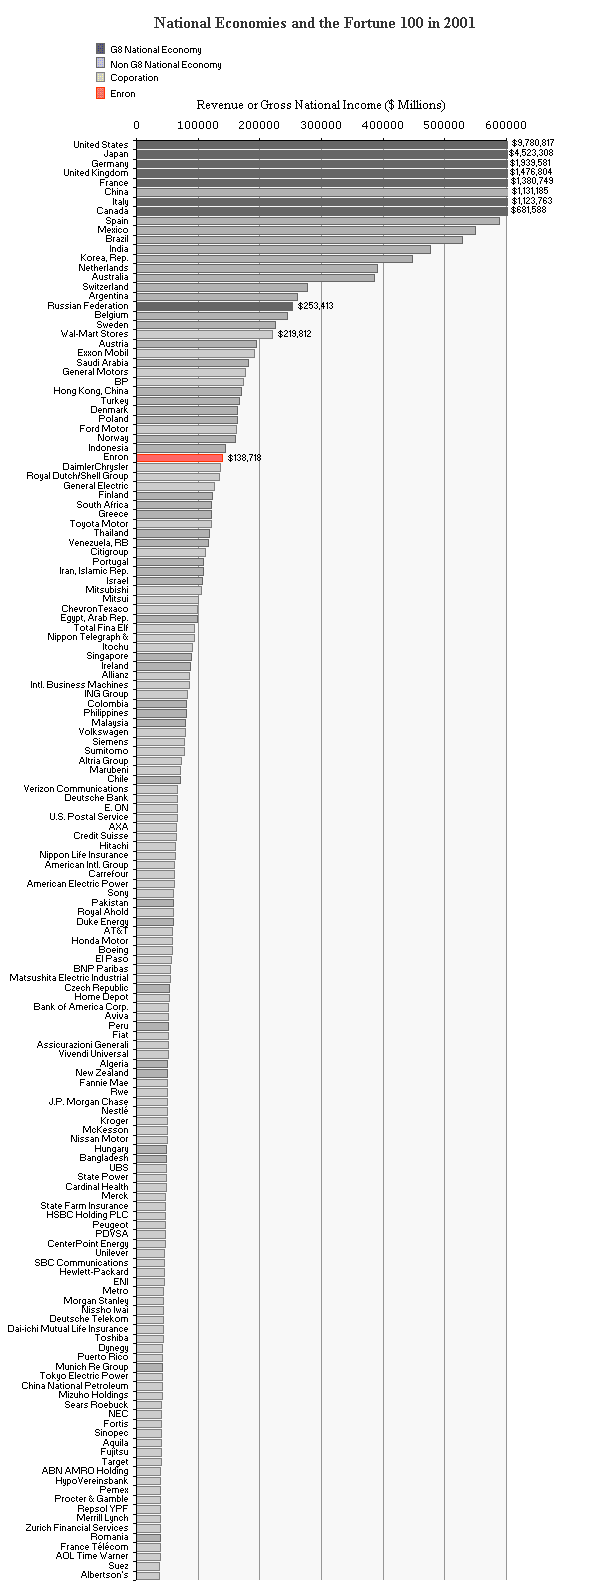 National Economies and the Fortune 100 in 2001
G8 National Economy
Non G8 National Economy
Coporation
Enron
Revenue or Gross National Income ($ Millions)
0 100000 200000 300000 400000 500000 600000
United States $9,780,817
Japan $4,523,308
Germany $1,939,581
United Kingdom $1,476,804
France $1,380,749
China $1,131,185
Italy $1,123,763
Canada $681,588
Spain
Mexico
Brazil
India
Korea, Rep.
Netherlands
Australia
Switzerland
Argentina
Russian Federation $253,413
Belgium
Sweden
Wal-Mart Stores $219,812
Austria
Exxon Mobil
Saudi Arabia
General Motors
BP
Hong Kong, China
Turkey
Denmark
Poland
Ford Motor
Norway
Indonesia
Enron $138,718
DaimlerChrysler
Royal Dutch/Shell Group
General Electric
Finland
South Africa
Greece
Toyota Motor
Thailand
Venezuela, RB
Citigroup
Portugal
Iran, Islamic Rep.
Israel
Mitsubishi
Mitsui
ChevronTexaco
Egypt, Arab Rep.
Total Fina Elf
Nippon Telegraph &
Itochu
Singapore
Ireland
Allianz
Intl. Business Machines
ING Group
Colombia
Philippines
Malaysia
Volkswagen
Siemens
Sumitomo
Altria Group
Marubeni
Chile
Verizon Communications
Deutsche Bank
E. ON
U.S. Postal Service
AXA
Credit Suisse
Hitachi
Nippon Life Insurance
American Intl. Group
Carrefour
American Electric Power
Sony
Pakistan
Royal Ahold
Duke Energy
AT&T
Honda Motor
Boeing
El Paso
BNP Paribas
Matsushita Electric Industrial
Czech Republic
Home Depot
Bank of America Corp.
Aviva
Peru
Fiat
Assicurazioni Generali
Vivendi Universal
Algeria
New Zealand
Fannie Mae
Rwe
J.P. Morgan Chase
Nestlé
Kroger
McKesson
Nissan Motor
Hungary
Bangladesh
UBS
State Power
Cardinal Health
Merck
State Farm Insurance
HSBC Holding PLC
Peugeot
PDVSA
CenterPoint Energy
Unilever
SBC Communications
Hewlett-Packard
ENI
Metro
Morgan Stanley
Nissho Iwai
Deutsche Telekom
Dai-ichi Mutual Life Insurance
Toshiba
Dynegy
Puerto Rico
Munich Re Group
Tokyo Electric Power
China National Petroleum
Mizuho Holdings
Sears Roebuck
NEC
Fortis
Sinopec
Aquila
Fujitsu
Target
ABN AMRO Holding
HypoVereinsbank
Pemex
Procter & Gamble
Repsol YPF
Merrill Lynch
Zurich Financial Services
Romania
France Télécom
AOL Time Warner
Suez
Albertson's